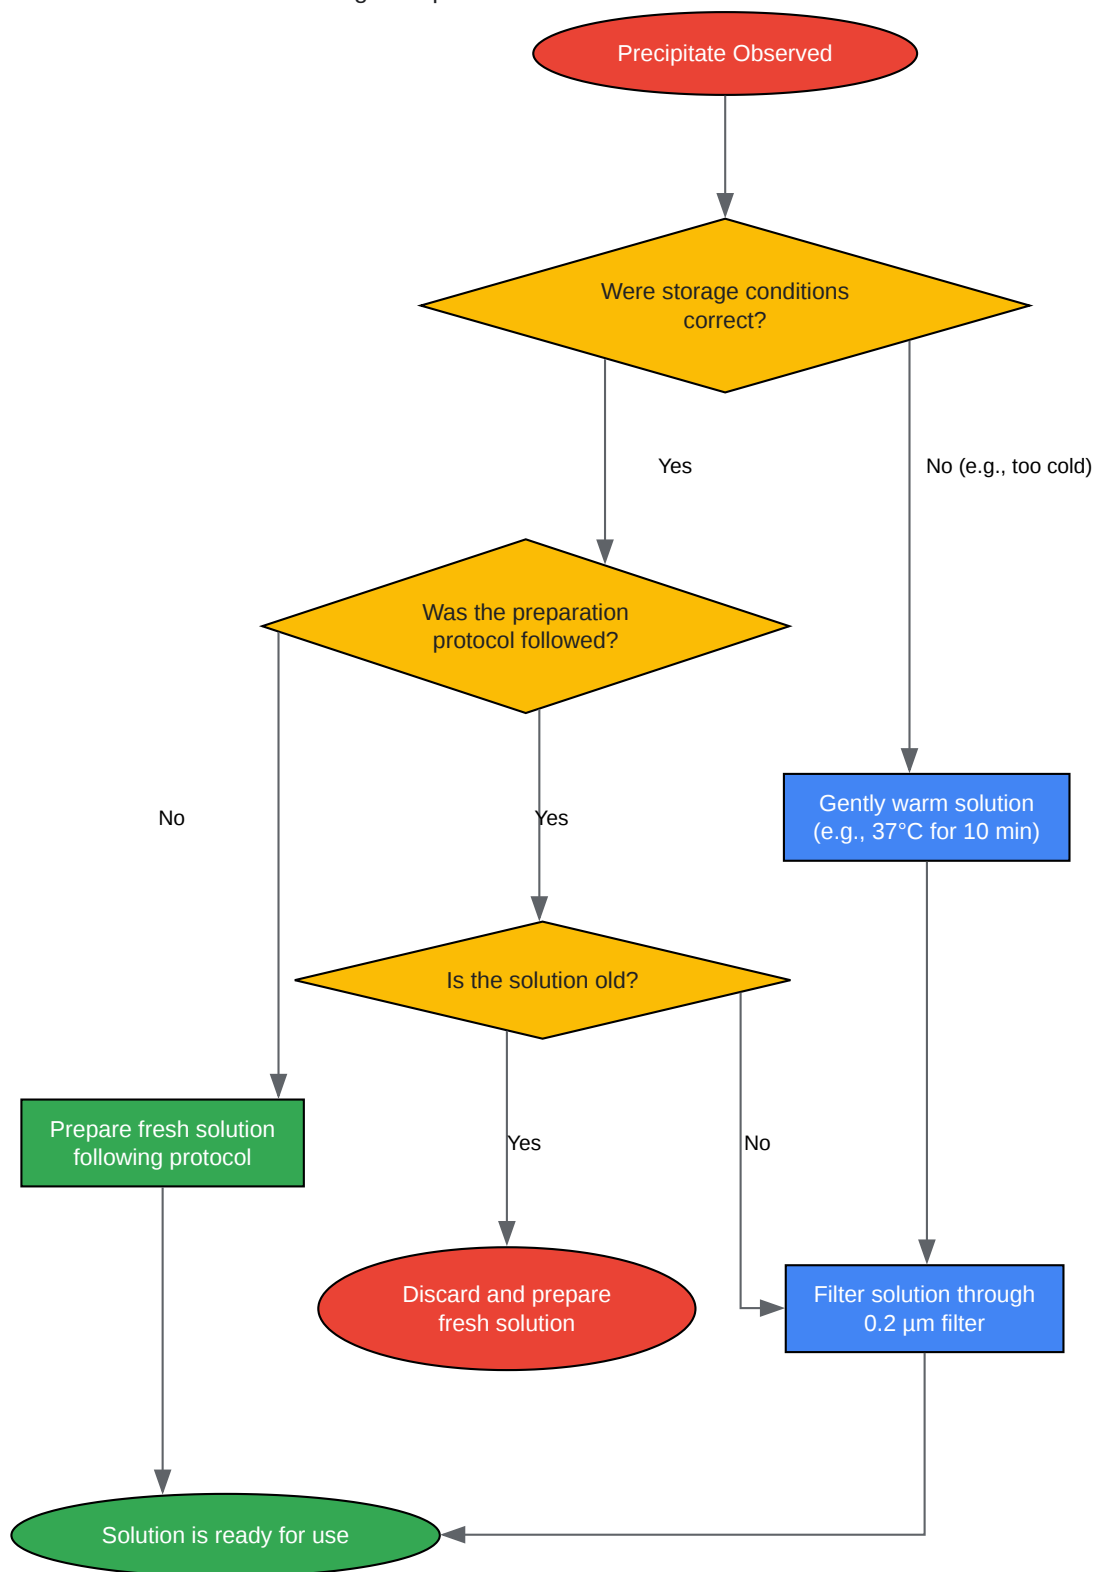 Precipitate Observed
Were storage conditions
correct?
Yes
No (e.g., too cold)
Was the preparation
protocol followed?
No
Yes
Gently warm solution
(e.g., 37°C for 10 min)
Is the solution old?
Prepare fresh solution
following protocol
Yes
No
Discard and prepare
fresh solution
Filter solution through
0.2 µm filter
Solution is ready for use